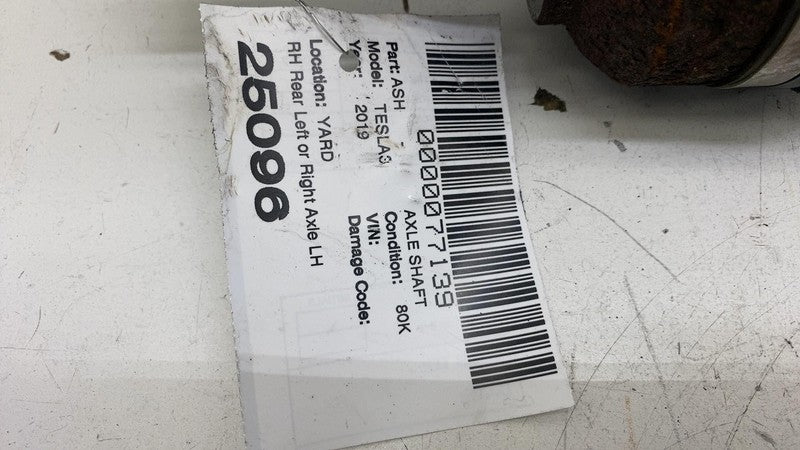 0000077139
Part: ASH AXLE SHAFT
Model: TESLA3 Condition: 80K
Year: 2019 VIN:
Damage Code:
Location: YARD
RH Rear Left or Right Axle LH
25096